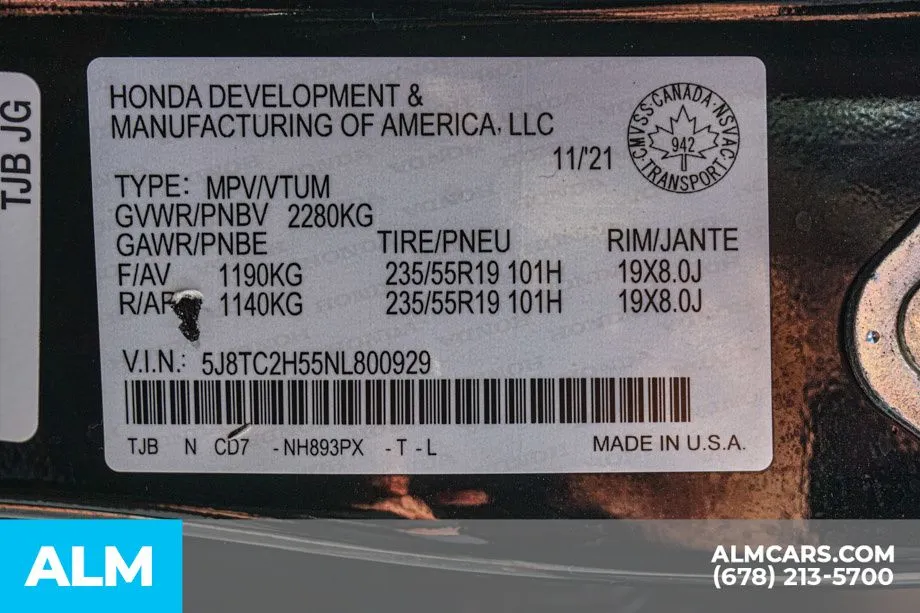 TJB JG
HONDA DEVELOPMENT &
MANUFACTURING OF AMERICA, LLC
11/'21
CMVSS·CANADA·NSVAC·TRANSPORT·
942
TYPE: MPV/VTUM
GVWR/PNBV 2280KG
GAWR/PNBE TIRE/PNEU RIM/JANTE
F/AV 1190KG 235/55R19 101H 19X8.0J
R/AR 1140KG 235/55R19 101H 19X8.0J
V.I.N.: 5J8TC2H55NL800929
TJB N CD7 -NH893PX -T -L MADE IN U.S.A.
ALM
ALMCARS.COM
(678) 213-5700